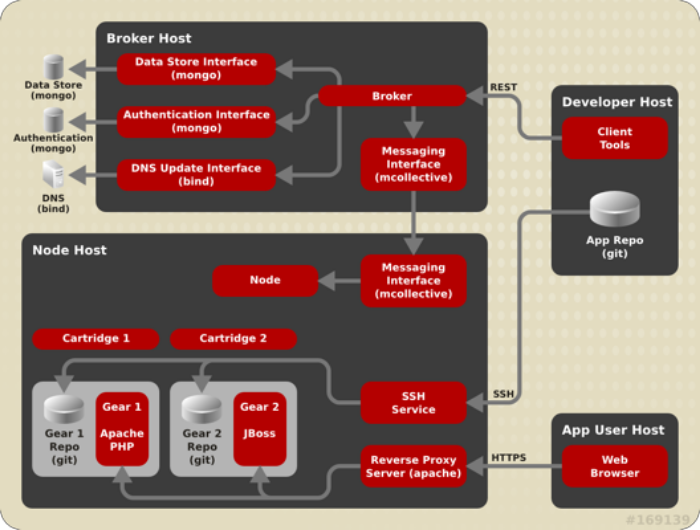 Broker Host
Data Store Interface
(mongo)
Data Store
(mongo)
Authentication Interface
(mongo)
Authentication
(mongo)
DNS Update Interface
(bind)
DNS
(bind)
Broker
REST
Messaging
Interface
(mcollective)
Developer Host
Client
Tools
App Repo
(git)
Node Host
Messaging
Interface
(mcollective)
Node
Cartridge 1
Cartridge 2
SSH
Service
SSH
Gear 1
Repo
(git)
Gear 1
Apache
PHP
Gear 2
Repo
(git)
Gear 2
JBoss
Reverse Proxy
Server (apache)
HTTPS
App User Host
Web
Browser
#169139